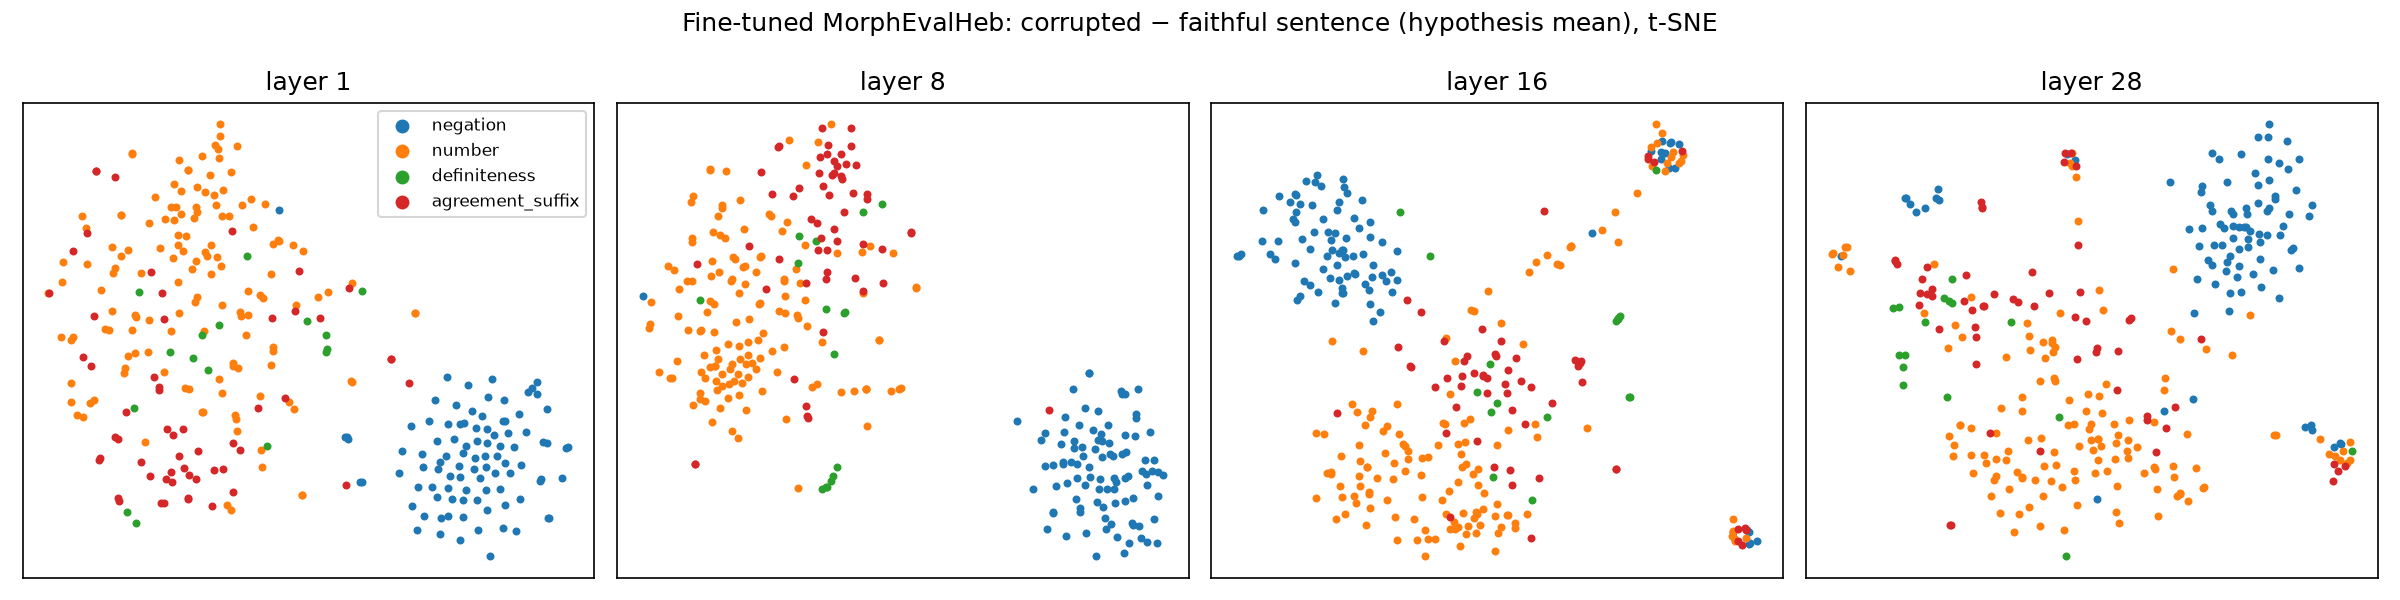 Fine-tuned MorphEvalHeb: corrupted − faithful sentence (hypothesis mean), t-SNE
layer 1
layer 8
layer 16
layer 28
negation
number
definiteness
agreement_suffix